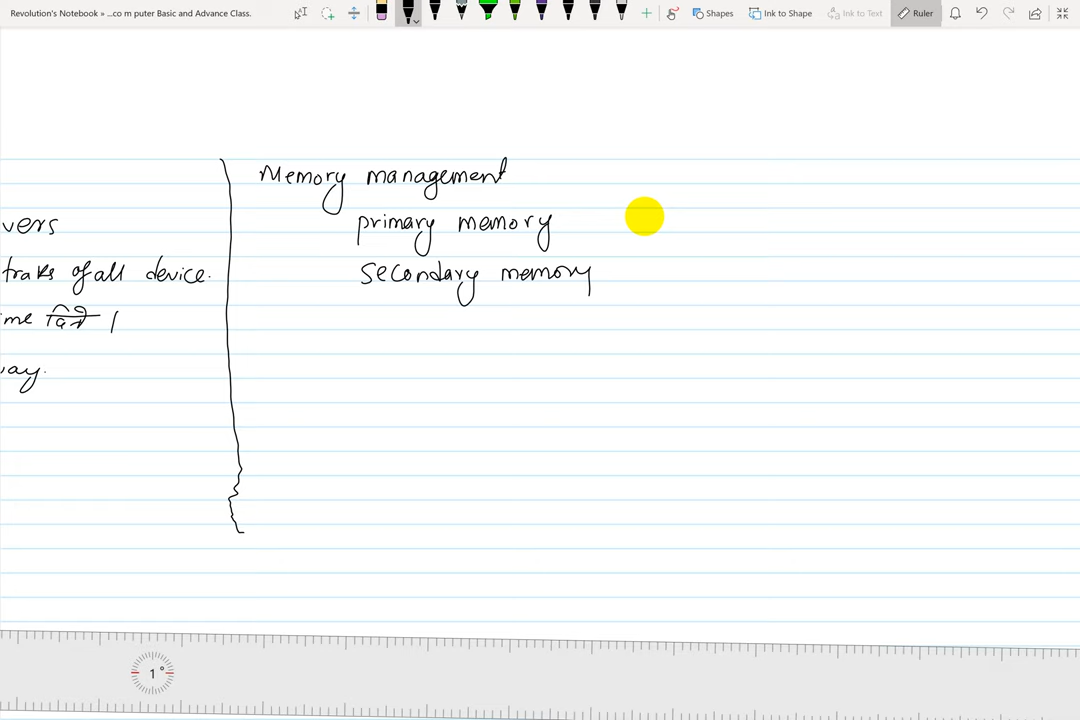 Revolution's Notebook » ...co m puter Basic and Advance Class.
Shapes
Ink to Shape
Ink to Text
Ruler
Memory management
primary memory
secondary memory
vers
traks of all device.
ime
ay.
1°